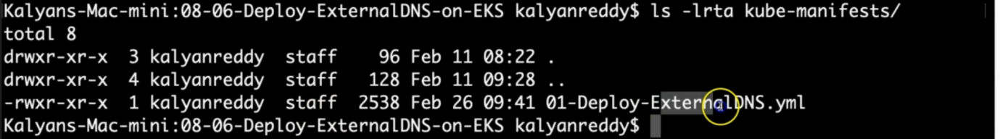 Kalyans-Mac-mini:08-06-Deploy-ExternalDNS-on-EKS kalyanreddy$ ls -lrta kube-manifests/
total 8
drwxr-xr-x  3 kalyanreddy  staff    96 Feb 11 08:22 .
drwxr-xr-x  4 kalyanreddy  staff   128 Feb 11 09:28 ..
-rwxr-xr-x  1 kalyanreddy  staff  2538 Feb 26 09:41 01-Deploy-ExternalDNS.yml
Kalyans-Mac-mini:08-06-Deploy-ExternalDNS-on-EKS kalyanreddy$